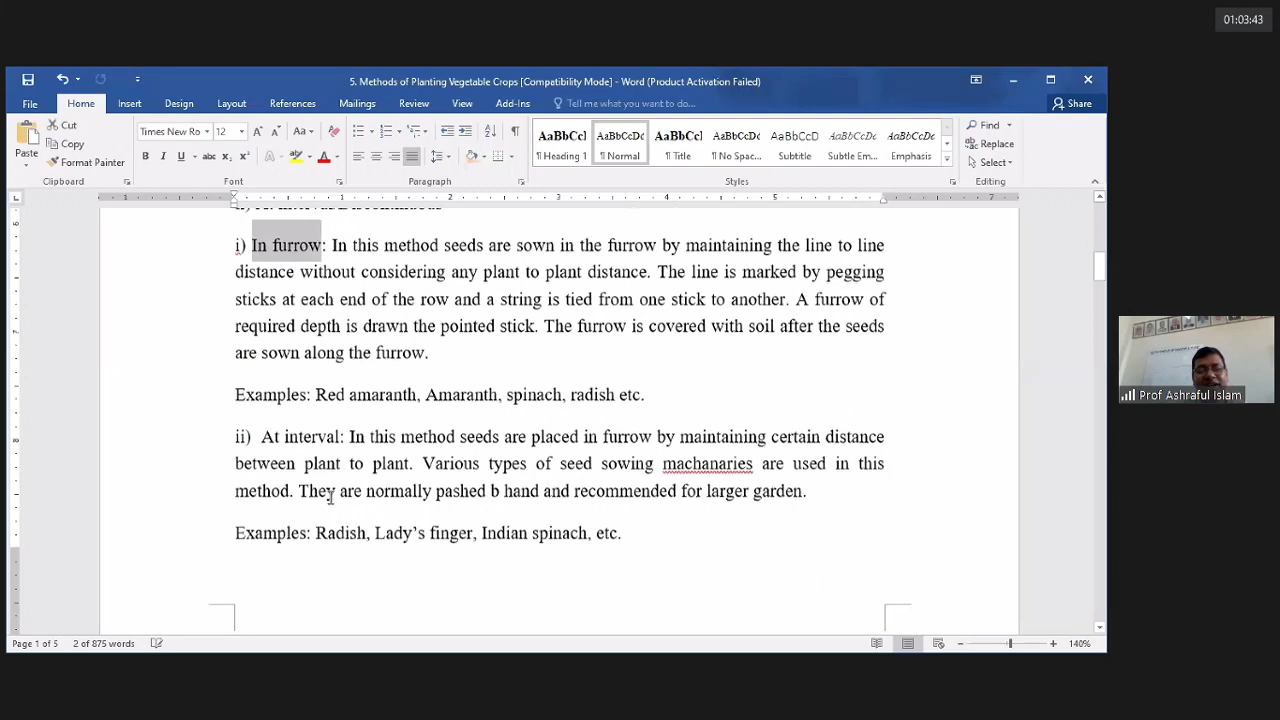 01:03:43
5. Methods of Planting Vegetable Crops [Compatibility Mode] - Word (Product Activation Failed)
File Home Insert Design Layout References Mailings Review View Add-Ins Tell me what you want to do... Share
Paste
Cut
Copy
Format Painter
Clipboard
Times New Ro 12
Font
Paragraph
AaBbCcl AaBbCcDc AaBbCcl AaBbCcDc AaBbCcD AaBbCcDc AaBbCcDc
¶ Heading 1 ¶ Normal ¶ Title ¶ No Spac... Subtitle Subtle Em... Emphasis
Styles
Find
Replace
Select
Editing
i) In furrow: In this method seeds are sown in the furrow by maintaining the line to line
distance without considering any plant to plant distance. The line is marked by pegging
sticks at each end of the row and a string is tied from one stick to another. A furrow of
required depth is drawn the pointed stick. The furrow is covered with soil after the seeds
are sown along the furrow.
Examples: Red amaranth, Amaranth, spinach, radish etc.
ii) At interval: In this method seeds are placed in furrow by maintaining certain distance
between plant to plant. Various types of seed sowing machanaries are used in this
method. They are normally pashed b hand and recommended for larger garden.
Examples: Radish, Lady's finger, Indian spinach, etc.
Page 1 of 5 2 of 875 words 140%
Prof Ashraful Islam